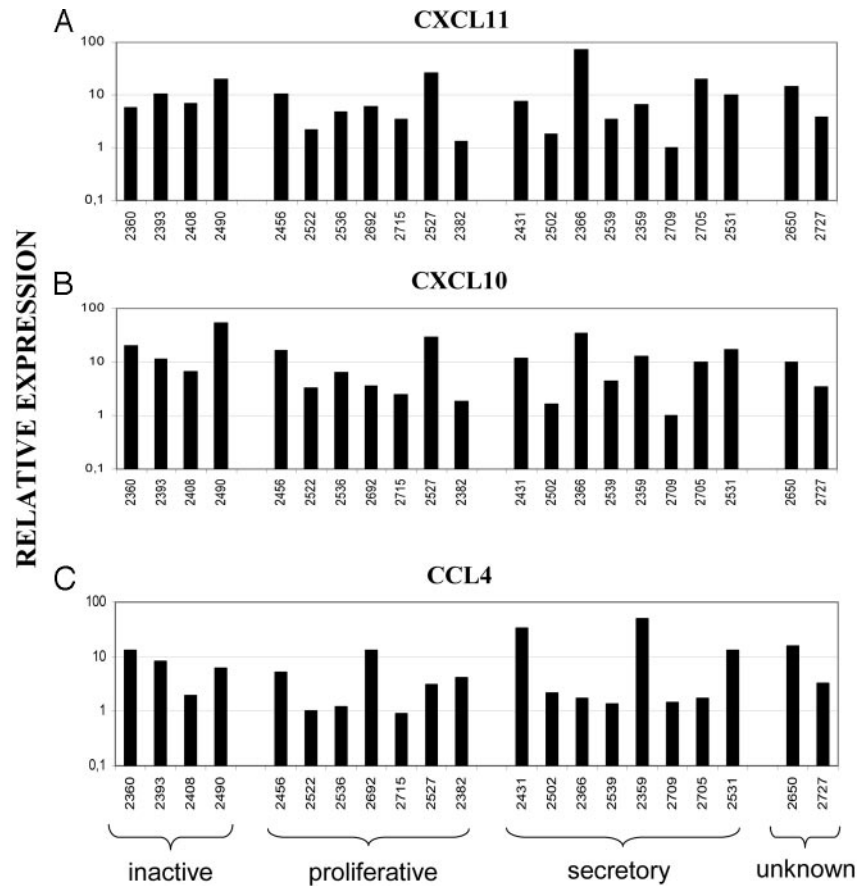 A
CXCL11
100
10
1
0,1
2360 2393 2408 2490 2456 2522 2536 2692 2715 2527 2382 2431 2502 2366 2539 2359 2709 2705 2531 2650 2727
RELATIVE EXPRESSION
B
CXCL10
100
10
1
0,1
2360 2393 2408 2490 2456 2522 2536 2692 2715 2527 2382 2431 2502 2366 2539 2359 2709 2705 2531 2650 2727
C
CCL4
100
10
1
0,1
2360 2393 2408 2490 2456 2522 2536 2692 2715 2527 2382 2431 2502 2366 2539 2359 2709 2705 2531 2650 2727
inactive proliferative secretory unknown